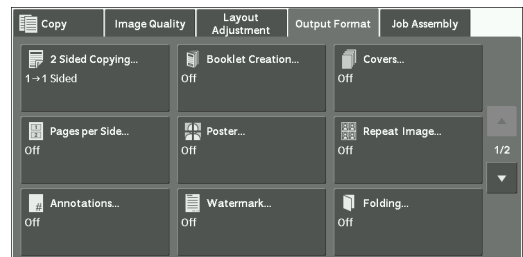 Copy
Image Quality
Layout
Adjustment
Output Format
Job Assembly
2 Sided Copying...
1→1 Sided
Booklet Creation...
Off
Covers...
Off
Pages per Side...
Off
Poster...
Off
Repeat Image...
Off
1/2
Annotations...
Off
Watermark...
Off
Folding...
Off